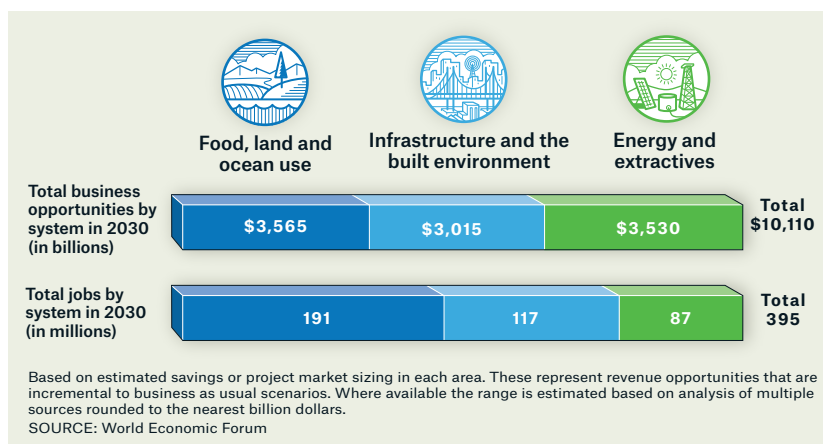 Food, land and
ocean use
Infrastructure and the
built environment
Energy and
extractives
Total business
opportunities by
system in 2030
(in billions)
$3,565
$3,015
$3,530
Total
$10,110
Total jobs by
system in 2030
(in millions)
191
117
87
Total
395
Based on estimated savings or project market sizing in each area. These represent revenue opportunities that are
incremental to business as usual scenarios. Where available the range is estimated based on analysis of multiple
sources rounded to the nearest billion dollars.
SOURCE: World Economic Forum